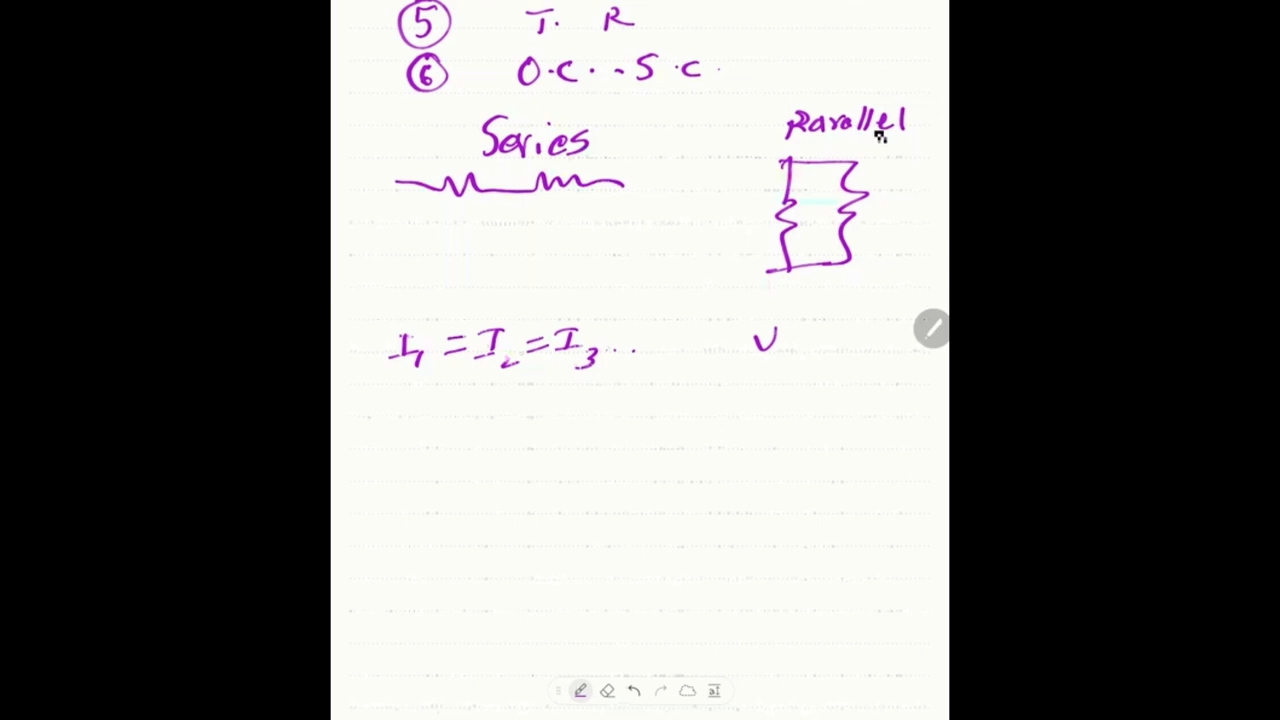 5 T. R
6 O.C. - S.C.
Series
Parallel
I1 = I2 = I3 ...
V